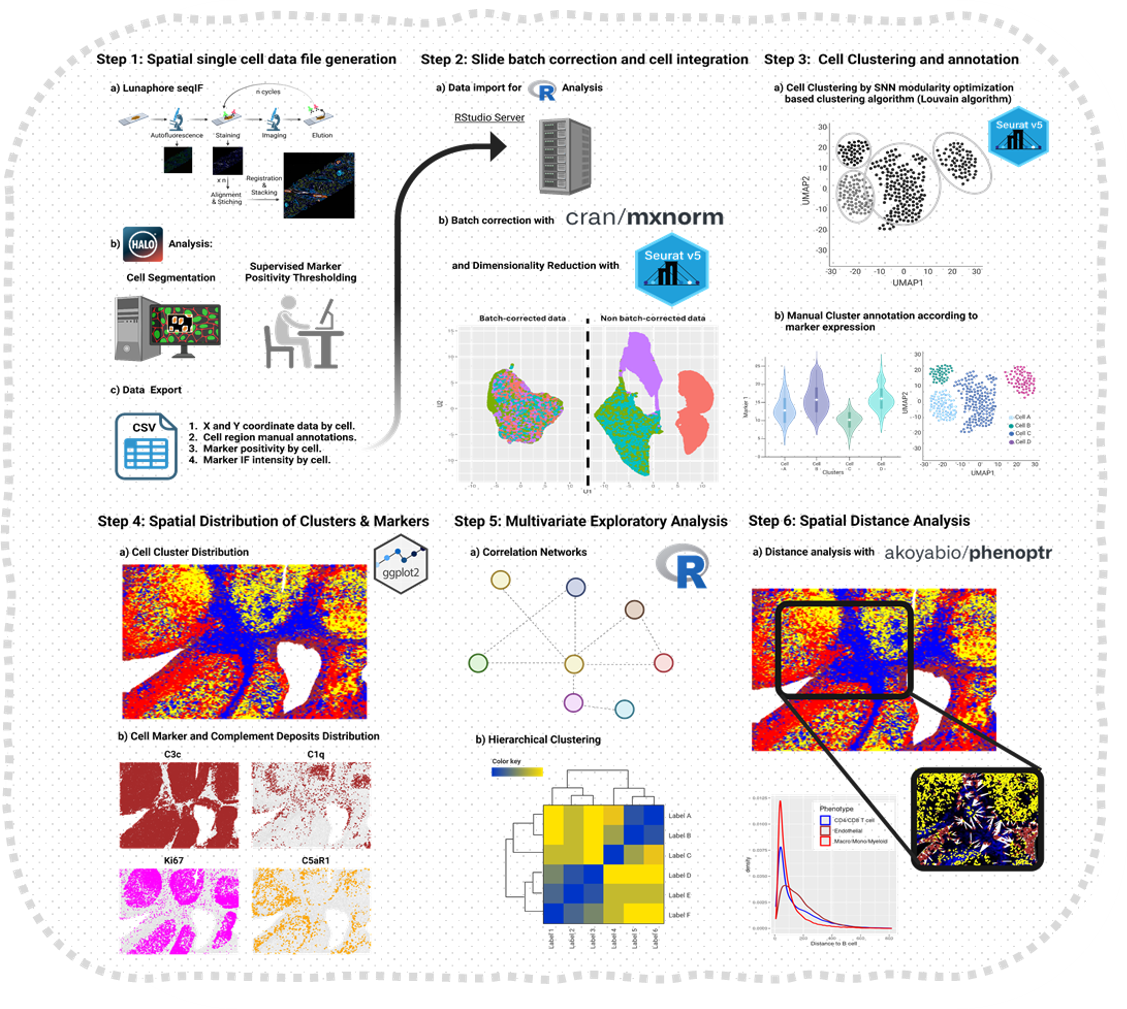 Step 1: Spatial single cell data file generation
a) Lunaphore seqIF
n cycles
Autofluorescence
Staining
Imaging
Elution
x n
Alignment
& Stiching
Registration
&
Stacking
b) HALO Analysis:
Cell Segmentation
Supervised Marker
Positivity Thresholding
c) Data Export
CSV
1. X and Y coordinate data by cell.
2. Cell region manual annotations.
3. Marker positivity by cell.
4. Marker IF intensity by cell.
Step 2: Slide batch correction and cell integration
a) Data import for R Analysis
RStudio Server
b) Batch correction with cran/mxnorm
and Dimensionality Reduction with
Seurat v5
Batch-corrected data
Non batch-corrected data
U2
U1
Step 3: Cell Clustering and annotation
a) Cell Clustering by SNN modularity optimization
based clustering algorithm (Louvain algorithm)
Seurat v5
30
20
10
0
-10
-20
-30
UMAP2
-30 -20 -10 0 10 20 30
UMAP1
b) Manual Cluster annotation according to
marker expression
Marker 1
Clusters
UMAP2
Cell A
Cell B
Cell C
Cell D
-30 -20 -10 0 10 20 30
UMAP1
Step 4: Spatial Distribution of Clusters & Markers
a) Cell Cluster Distribution
ggplot2
b) Cell Marker and Complement Deposits Distribution
C3c
C1q
Ki67
C5aR1
Step 5: Multivariate Exploratory Analysis
a) Correlation Networks
R
b) Hierarchical Clustering
Color key
Label A
Label B
Label C
Label D
Label E
Label F
Label 1
Label 2
Label 3
Label 4
Label 5
Label 6
Step 6: Spatial Distance Analysis
a) Distance analysis with akoyabio/phenoptr
Phenotype
CD4/CD8 T cell
Endothelial
Macro/Mono/Myeloid
density
Distance to B cell